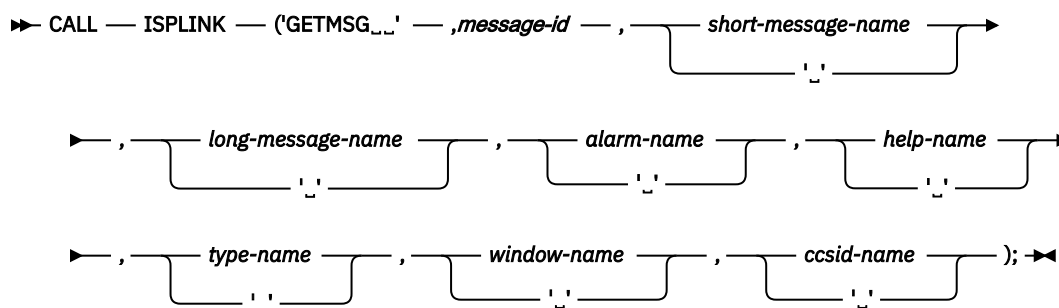 CALL ISPLINK ('GETMSG␣␣' ,message-id , short-message-name
'␣'
, long-message-name , alarm-name , help-name
'␣' '␣' '␣'
, type-name , window-name , ccsid-name );
'␣' '␣' '␣'